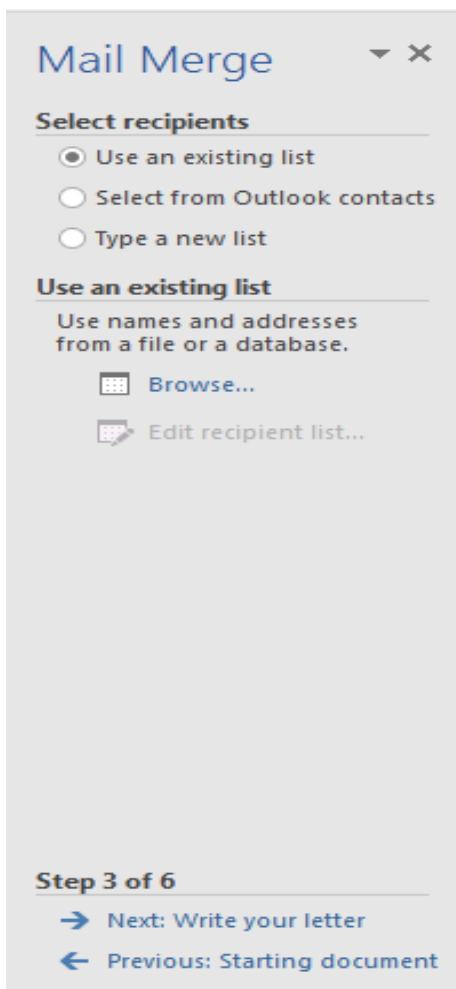 Mail Merge
Select recipients
Use an existing list
Select from Outlook contacts
Type a new list
Use an existing list
Use names and addresses
from a file or a database.
Browse...
Edit recipient list...
Step 3 of 6
Next: Write your letter
Previous: Starting document